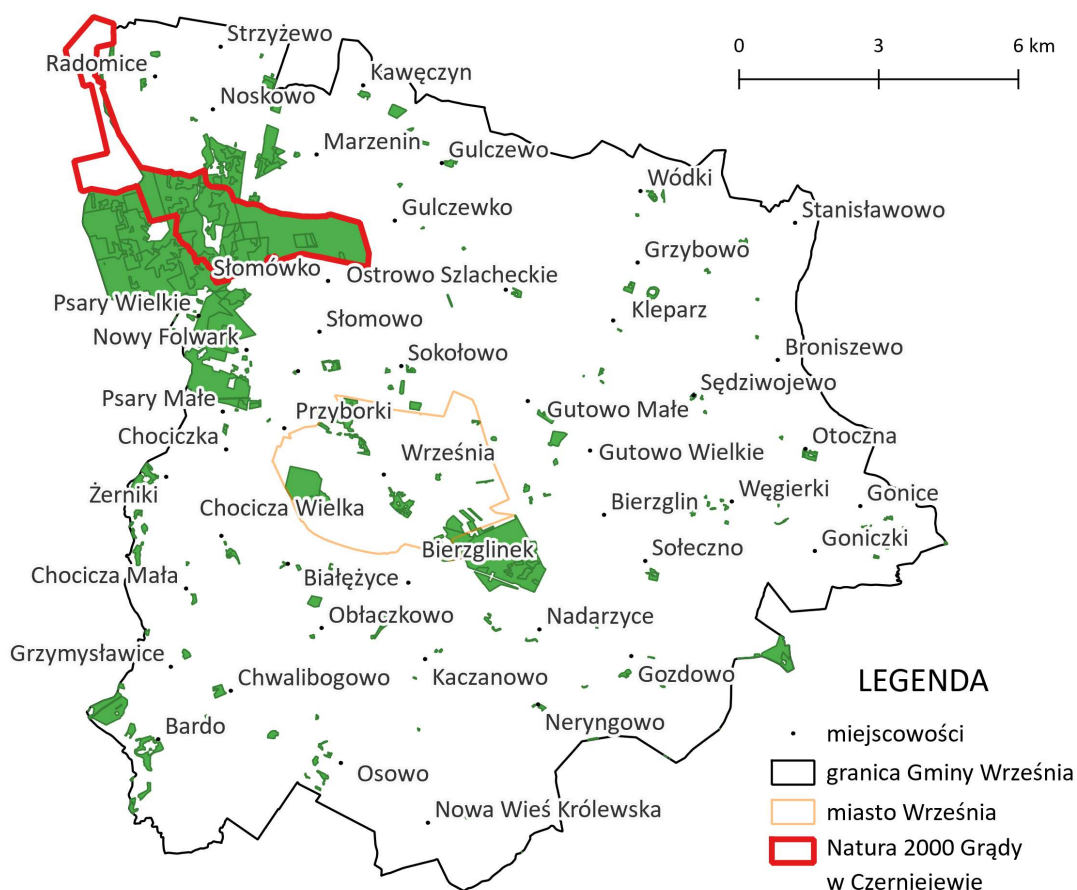 Strzyżewo
0 3 6 km
Radomice
Kawęczyn
Noskowo
Marzenin
Gulczewo
Wódki
Gulczewko
Stanisławowo
Grzybowo
Słomówko
Ostrowo Szlacheckie
Psary Wielkie
Kleparz
Słomowo
Nowy Folwark
Sokołowo
Broniszewo
Sędziwojewo
Psary Małe
Przyborki
Gutowo Małe
Chociczka
Otoczna
Września
Gutowo Wielkie
Żerniki
Węgierki
Gonice
Chocicza Wielka
Bierzglin
Goniczki
Bierzglinek
Sołeczno
Chocicza Mała
Białężyce
Obłaczkowo
Nadarzyce
Grzymysławice
Chwalibogowo
Kaczanowo
Gozdowo
LEGENDA
Bardo
Neryngowo
miejscowości
Osowo
granica Gminy Września
Nowa Wieś Królewska
miasto Września
Natura 2000 Grądy
w Czerniejewie